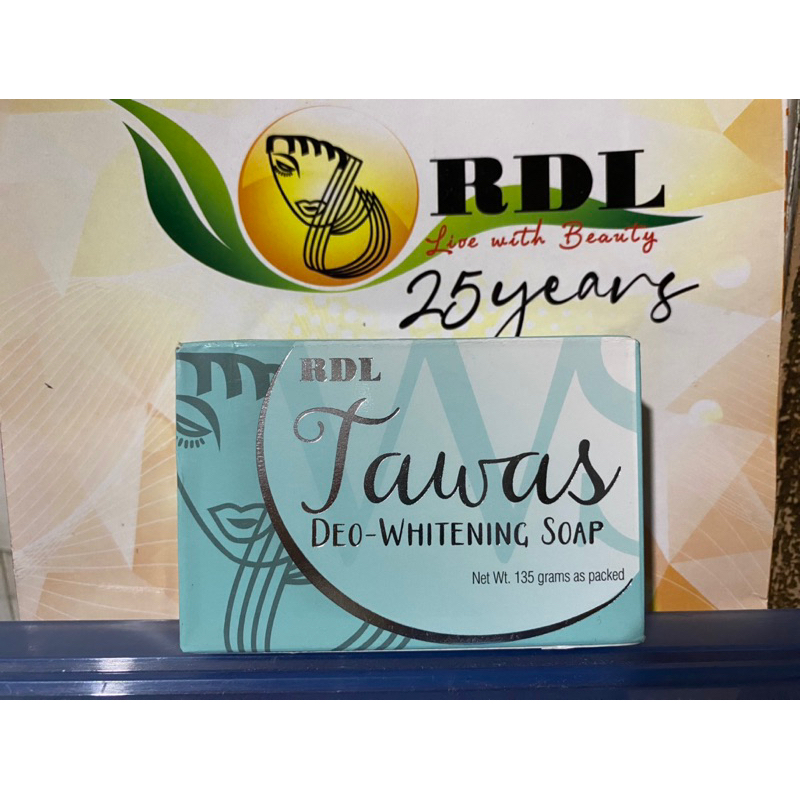 RDL
Live with Beauty
25years
RDL
Tawas
DEO-WHITENING SOAP
Net Wt. 135 grams as packed